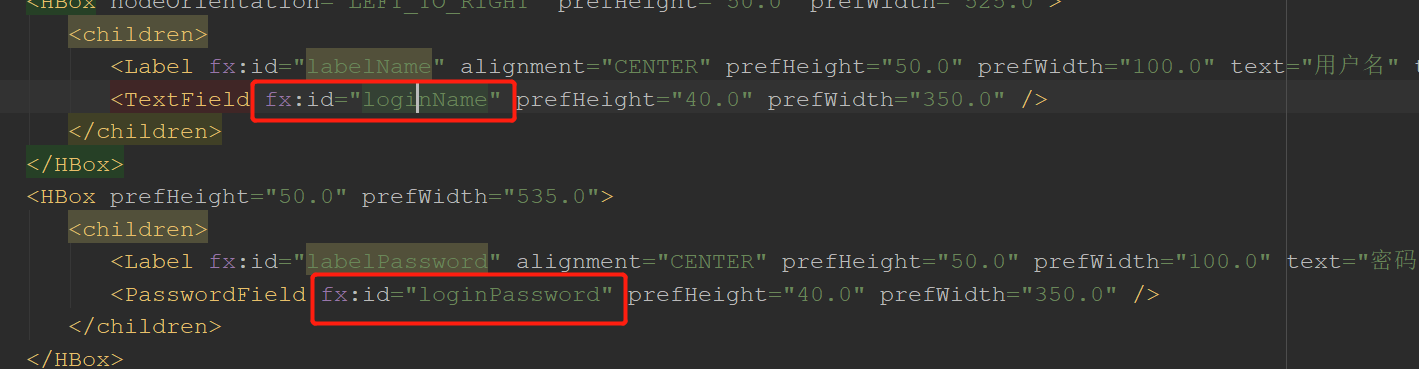 <HBox nodeOrientation="LEFT_TO_RIGHT" prefHeight="50.0" prefWidth="525.0">
<children>
<Label fx:id="labelName" alignment="CENTER" prefHeight="50.0" prefWidth="100.0" text="用户名" t
<TextField fx:id="loginName" prefHeight="40.0" prefWidth="350.0" />
</children>
</HBox>
<HBox prefHeight="50.0" prefWidth="535.0">
<children>
<Label fx:id="labelPassword" alignment="CENTER" prefHeight="50.0" prefWidth="100.0" text="密码
<PasswordField fx:id="loginPassword" prefHeight="40.0" prefWidth="350.0" />
</children>
</HBox>